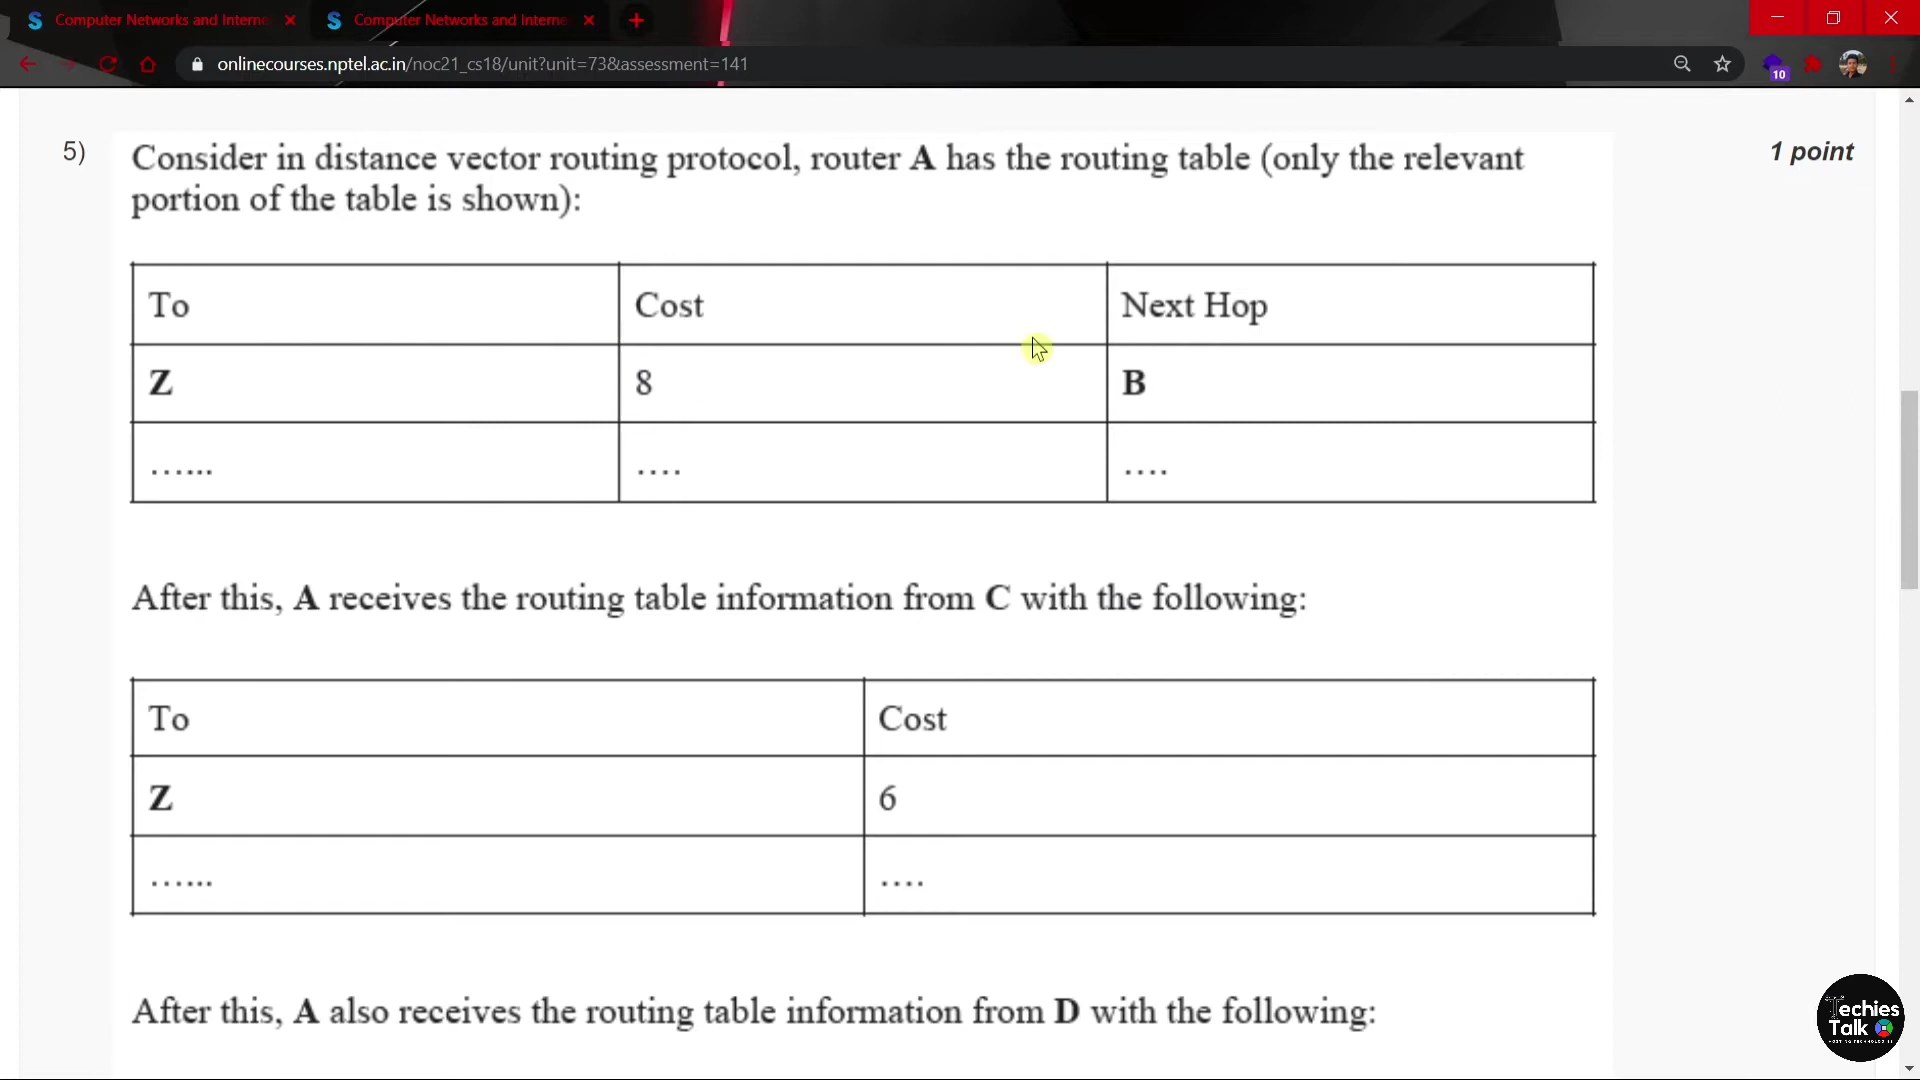 Computer Networks and Interne
Computer Networks and Interne
onlinecourses.nptel.ac.in/noc21_cs18/unit?unit=73&assessment=141
10
5)
Consider in distance vector routing protocol, router A has the routing table (only the relevant
1 point
portion of the table is shown):
To Cost Next Hop
Z 8 B
…... …. ….
After this, A receives the routing table information from C with the following:
To Cost
Z 6
…... ….
After this, A also receives the routing table information from D with the following:
Techies
Talk